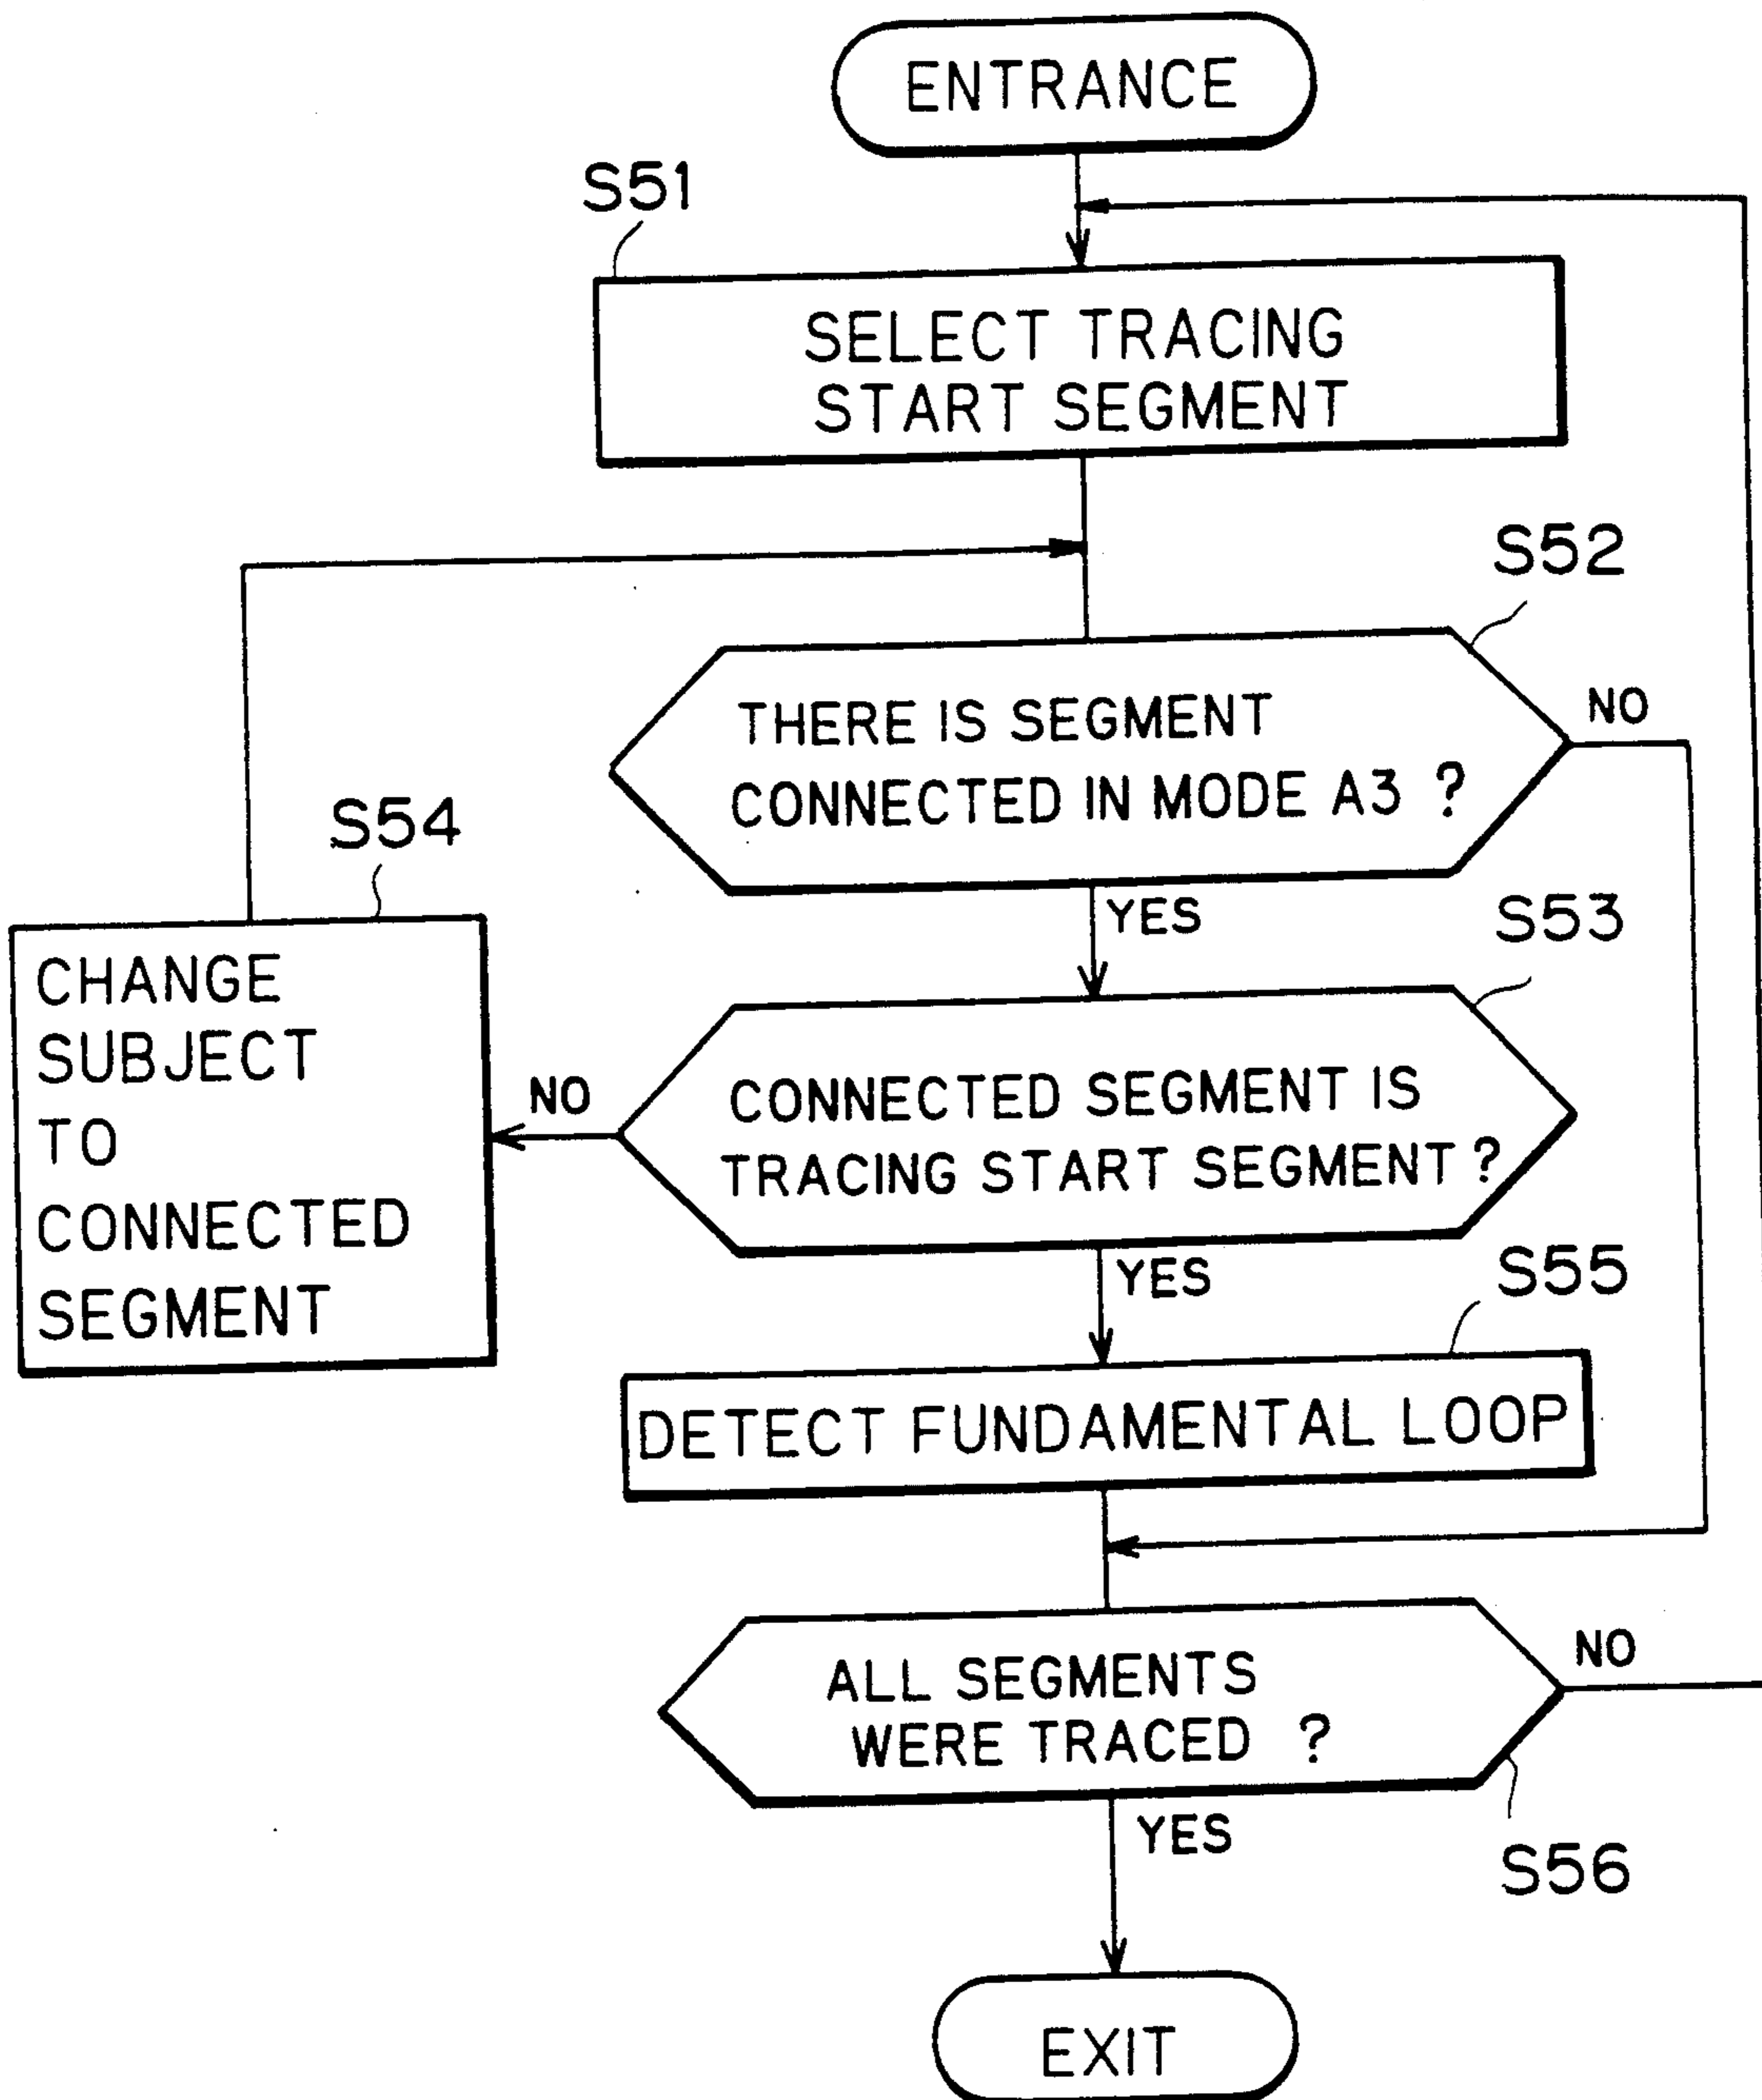 ENTRANCE
S51
SELECT TRACING
START SEGMENT
S52
THERE IS SEGMENT
CONNECTED IN MODE A3 ?
NO
YES
S54
CHANGE
SUBJECT
TO
CONNECTED
SEGMENT
S53
CONNECTED SEGMENT IS
TRACING START SEGMENT ?
NO
YES
S55
DETECT FUNDAMENTAL LOOP
ALL SEGMENTS
WERE TRACED ?
NO
YES
S56
EXIT